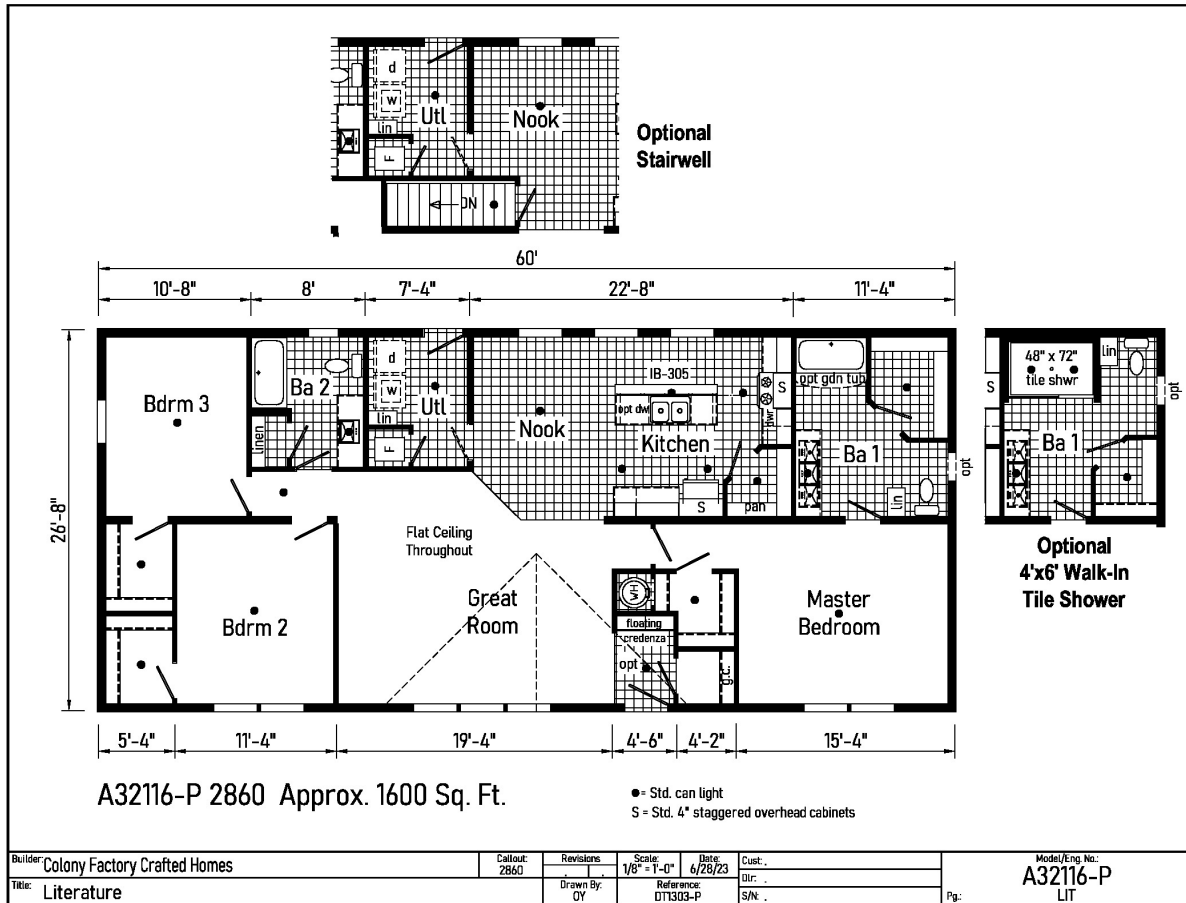 d
w
Utl
lin
F
Nook
DN
Optional
Stairwell
60'
10'-8" 8' 7'-4" 22'-8" 11'-4"
26'-8"
Bdrm 3
Ba 2
linen
d
w
Utl
lin
F
Nook
IB-305
opt dw
Kitchen
S
dwr
S
pan
opt gdn tub
Ba 1
lin
opt
48" x 72"
tile shwr
lin
S
Ba 1
opt
Optional
4'x6' Walk-In
Tile Shower
Flat Ceiling
Throughout
Bdrm 2
Great
Room
WH
floating
credenza
opt
g.c.
Master
Bedroom
5'-4" 11'-4" 19'-4" 4'-6" 4'-2" 15'-4"
A32116-P 2860 Approx. 1600 Sq. Ft.
●= Std. can light
S = Std. 4" staggered overhead cabinets
Builder: Colony Factory Crafted Homes
Title: Literature
Callout:
2860
Revisions
Scale:
1/8" = 1'-0"
Date:
6/28/23
Drawn By:
OY
Reference:
DT1303-P
Cust: .
Dlr: .
S/N: .
Model/Eng. No.:
A32116-P
Pg.: LIT